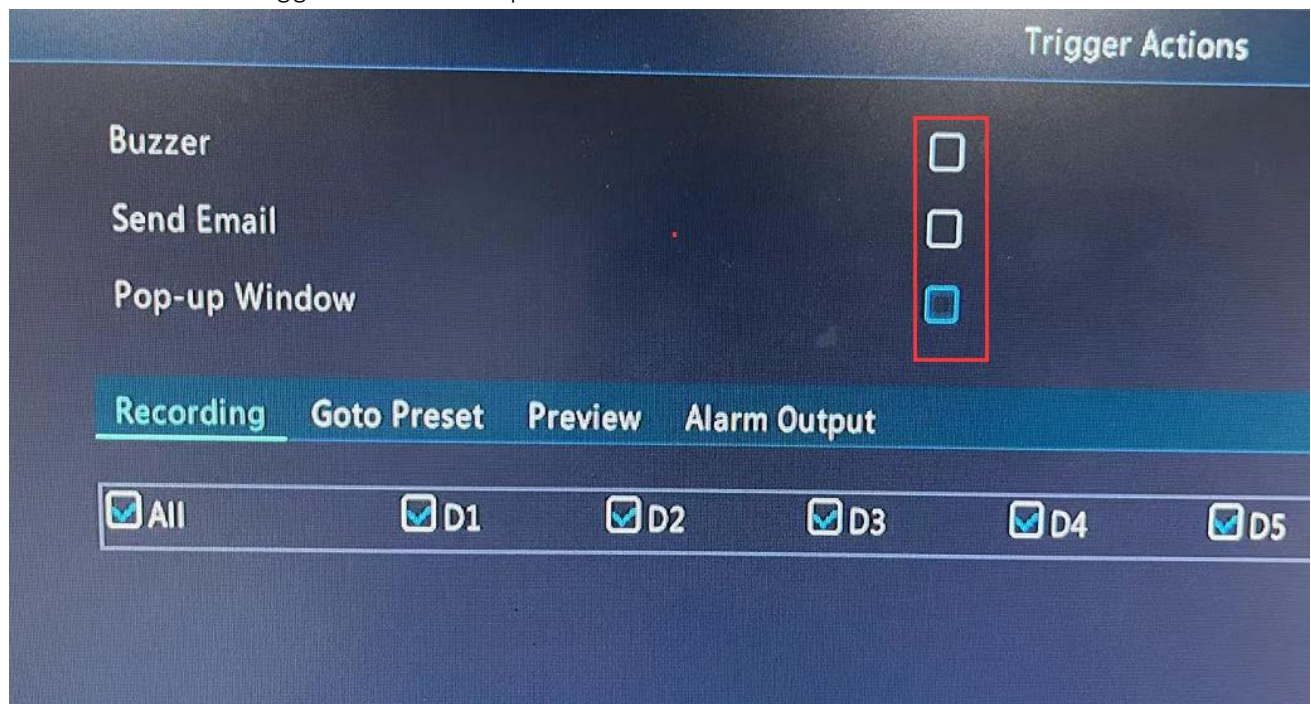 Trigger Actions
Buzzer
Send Email
Pop-up Window
Recording Goto Preset Preview Alarm Output
All D1 D2 D3 D4 D5